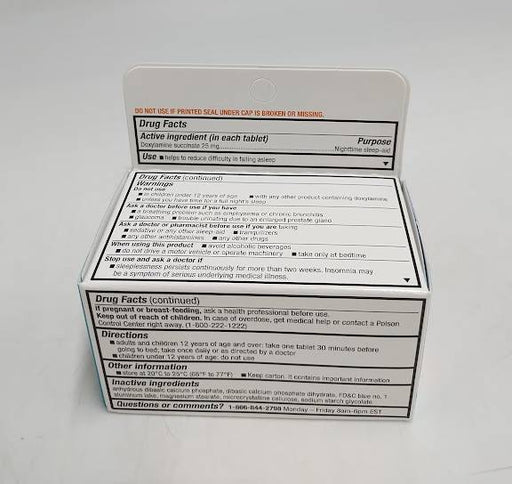 DO NOT USE IF PRINTED SEAL UNDER CAP IS BROKEN OR MISSING.
Drug Facts
Active ingredient (in each tablet) Purpose
Doxylamine succinate 25 mg..........Nighttime sleep-aid
Use ■ helps to reduce difficulty in falling asleep
Drug Facts (continued)
Warnings
Do not use
■ in children under 12 years of age ■ with any other product containing doxylamine
■ unless you have time for a full night's sleep
Ask a doctor before use if you have
■ a breathing problem such as emphysema or chronic bronchitis
■ glaucoma ■ trouble urinating due to an enlarged prostate gland
Ask a doctor or pharmacist before use if you are taking
■ sedative or any other sleep-aid ■ tranquilizers
■ any other antihistamines ■ any other drugs
When using this product ■ avoid alcoholic beverages
■ do not drive a motor vehicle or operate machinery ■ take only at bedtime
Stop use and ask a doctor if
■ sleeplessness persists continuously for more than two weeks. Insomnia may
be a symptom of serious underlying medical illness.
Drug Facts (continued)
If pregnant or breast-feeding, ask a health professional before use.
Keep out of reach of children. In case of overdose, get medical help or contact a Poison
Control Center right away. (1-800-222-1222)
Directions
■ adults and children 12 years of age and over: take one tablet 30 minutes before
going to bed; take once daily or as directed by a doctor
■ children under 12 years of age: do not use
Other information
■ store at 20°C to 25°C (68°F to 77°F) ■ Keep carton. It contains important information
Inactive ingredients
anhydrous dibasic calcium phosphate, dibasic calcium phosphate dihydrate, FD&C blue no. 1
aluminum lake, magnesium stearate, microcrystalline cellulose, sodium starch glycolate
Questions or comments? 1-866-844-2798 Monday – Friday 8am-6pm EST